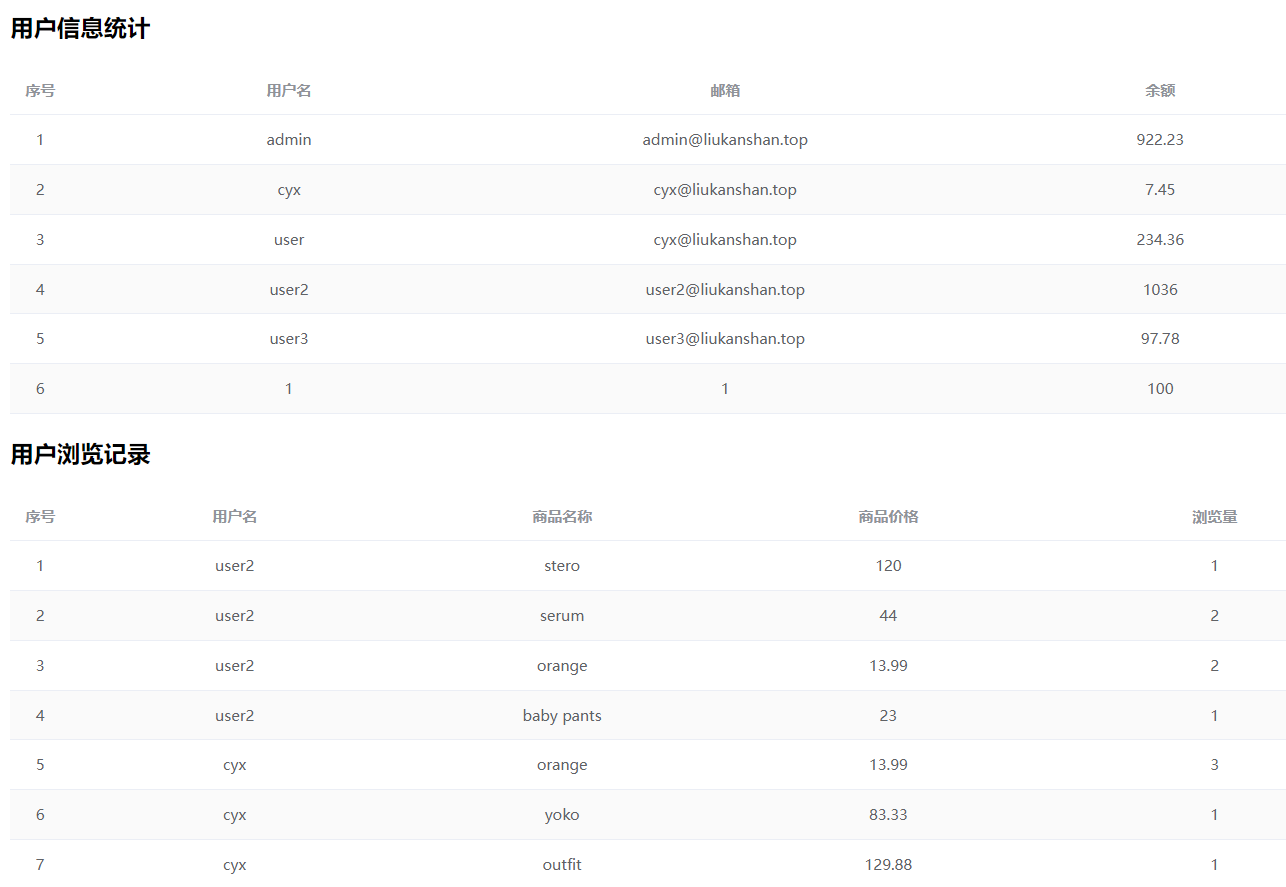 用户信息统计
序号 用户名 邮箱 余额
1 admin admin@liukanshan.top 922.23
2 cyx cyx@liukanshan.top 7.45
3 user cyx@liukanshan.top 234.36
4 user2 user2@liukanshan.top 1036
5 user3 user3@liukanshan.top 97.78
6 1 1 100
用户浏览记录
序号 用户名 商品名称 商品价格 浏览量
1 user2 stero 120 1
2 user2 serum 44 2
3 user2 orange 13.99 2
4 user2 baby pants 23 1
5 cyx orange 13.99 3
6 cyx yoko 83.33 1
7 cyx outfit 129.88 1